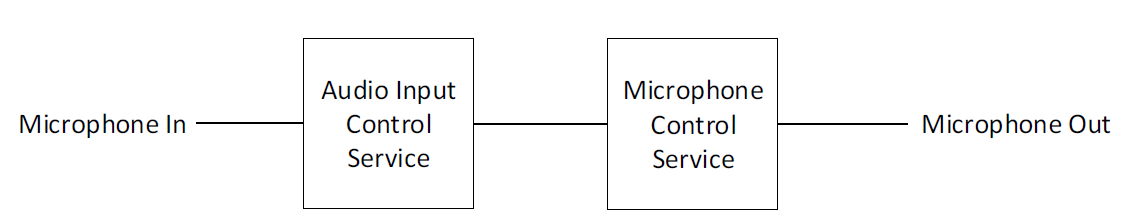 Microphone In
Audio Input
Control
Service
Microphone
Control
Service
Microphone Out